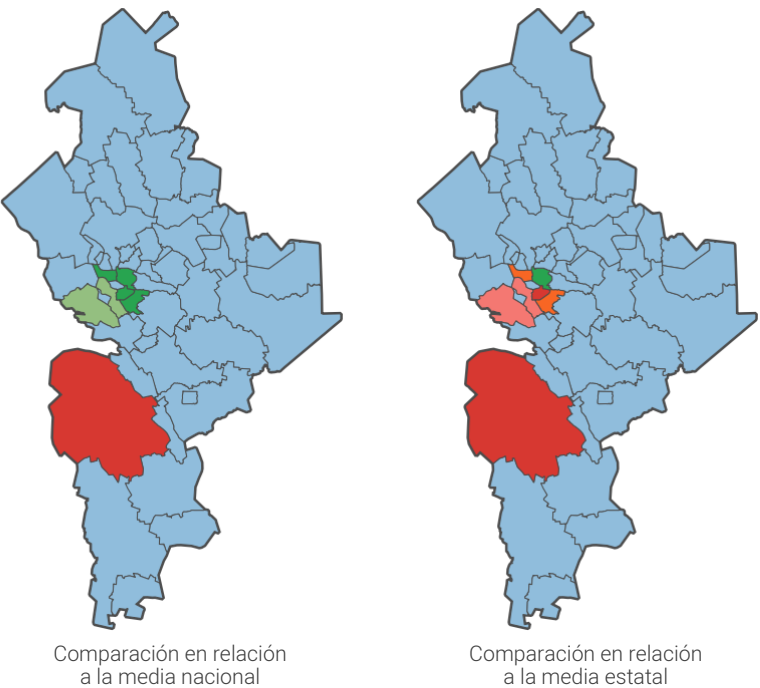 Comparación en relación
a la media nacional
Comparación en relación
a la media estatal